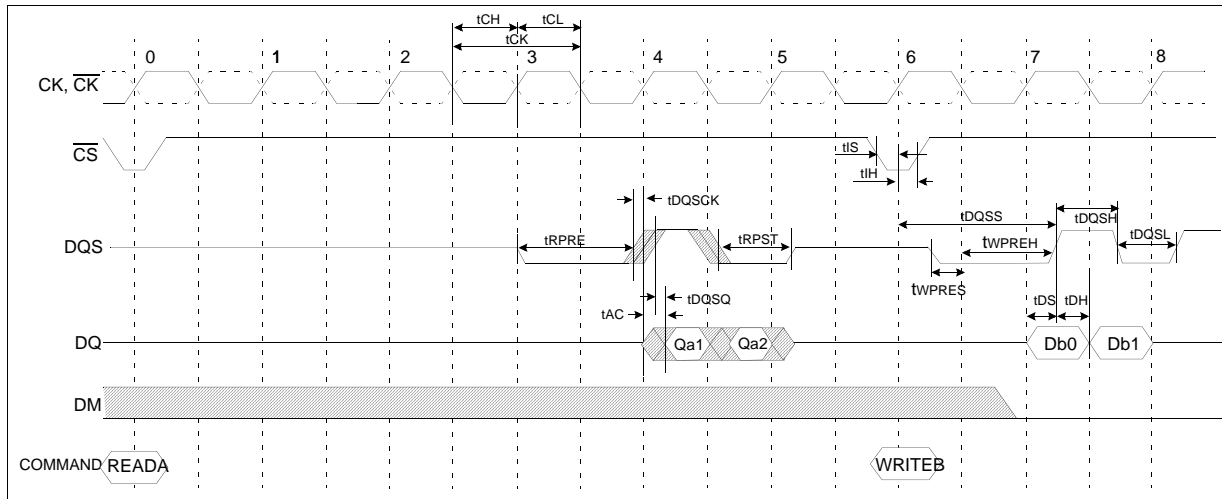 tCH tCL
tCK
0 1 2 3 4 5 6 7 8
CK, CK
CS
tIS
tIH
tDQSCK
tDQSS
tDQSH
tRPRE
tRPST
tDQSL
DQS
tWPREH
tWPRES
tDQSQ
tDS tDH
tAC
DQ
Qa1 Qa2
Db0 Db1
DM
COMMAND READA WRITEB